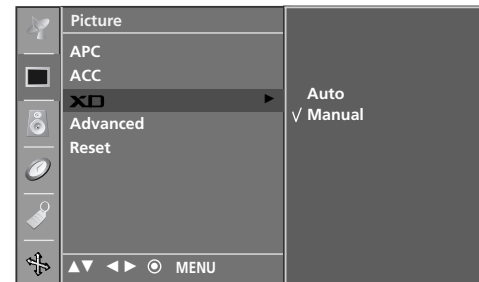 Picture
APC
ACC
XD ►
Advanced
Reset
▲▼ ◄► ◉ MENU
Auto
√ Manual